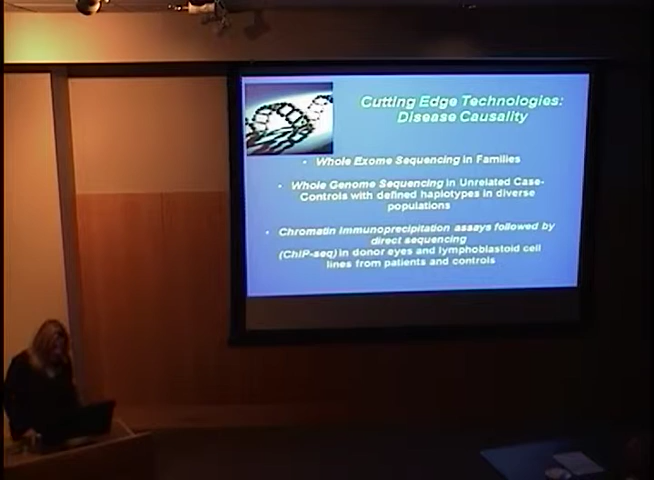 Cutting Edge Technologies:
Disease Causality
• Whole Exome Sequencing in Families
• Whole Genome Sequencing in Unrelated Case-
Controls with defined haplotypes in diverse
populations
• Chromatin Immunoprecipitation assays followed by
direct sequencing
(ChIP-seq) in donor eyes and lymphoblastoid cell
lines from patients and controls